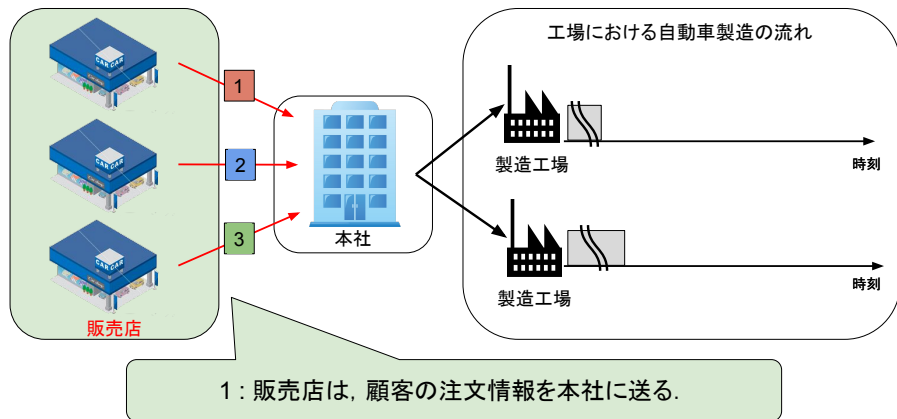 工場における自動車製造の流れ
CAR CAR
1
製造工場
時刻
CAR CAR
2
本社
CAR CAR
3
製造工場
時刻
販売店
1 : 販売店は, 顧客の注文情報を本社に送る.